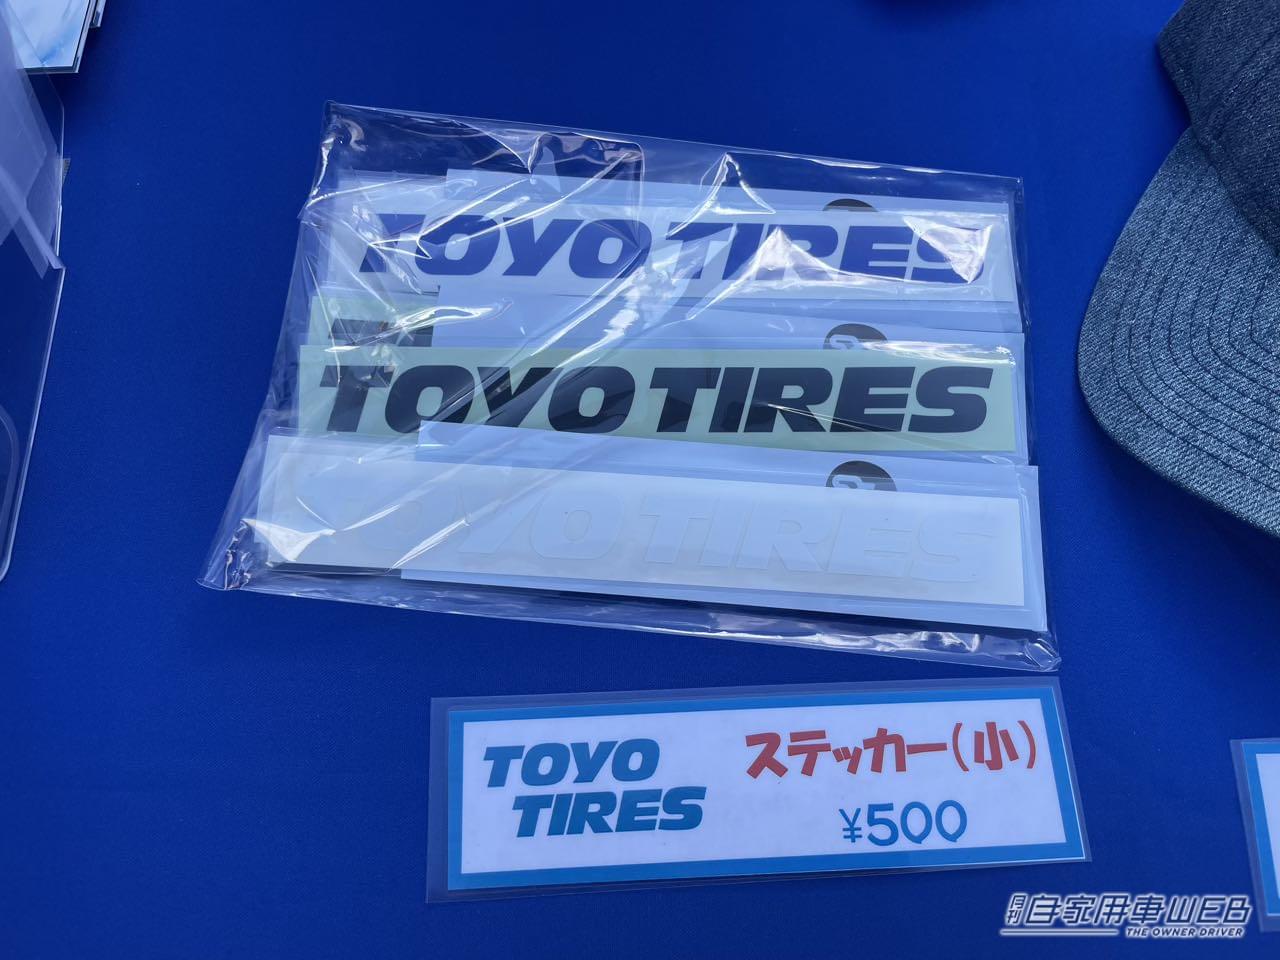 TOYO TIRES
TOYO TIRES
TOYO TIRES
TOYO
TIRES
ステッカー(小)
¥500
月刊自家用車WEB
THE OWNER DRIVER